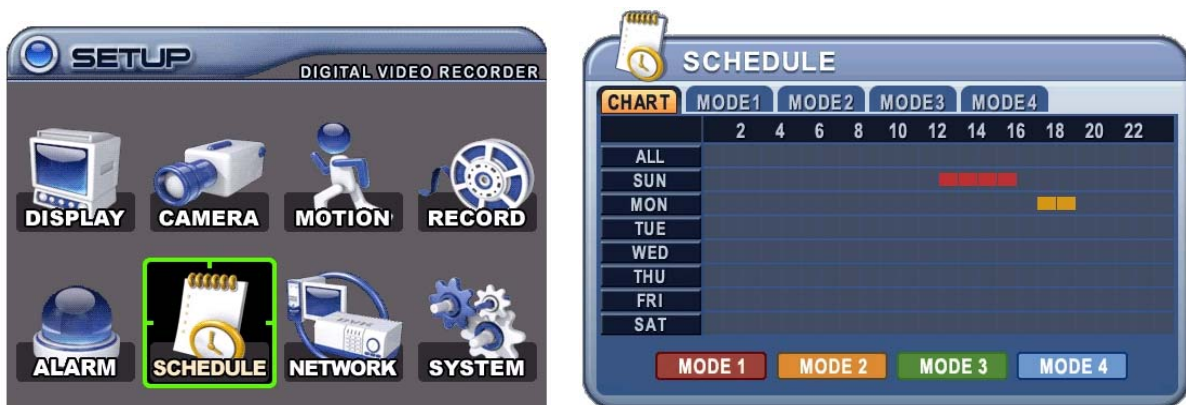 SETUP
DIGITAL VIDEO RECORDER
DISPLAY CAMERA MOTION RECORD
ALARM SCHEDULE NETWORK SYSTEM
SCHEDULE
CHART MODE1 MODE2 MODE3 MODE4
2 4 6 8 10 12 14 16 18 20 22
ALL
SUN
MON
TUE
WED
THU
FRI
SAT
MODE 1 MODE 2 MODE 3 MODE 4